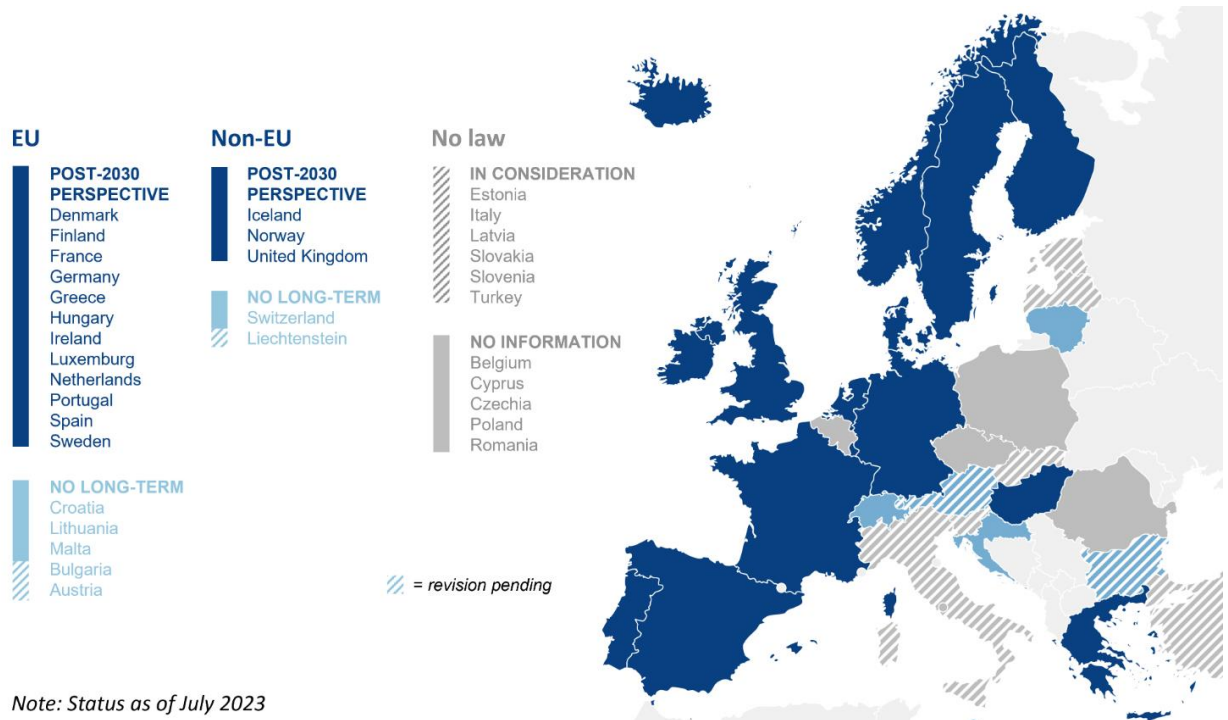 EU
POST-2030
PERSPECTIVE
Denmark
Finland
France
Germany
Greece
Hungary
Ireland
Luxemburg
Netherlands
Portugal
Spain
Sweden
NO LONG-TERM
Croatia
Lithuania
Malta
Bulgaria
Austria
Non-EU
POST-2030
PERSPECTIVE
Iceland
Norway
United Kingdom
NO LONG-TERM
Switzerland
Liechtenstein
No law
IN CONSIDERATION
Estonia
Italy
Latvia
Slovakia
Slovenia
Turkey
NO INFORMATION
Belgium
Cyprus
Czechia
Poland
Romania
= revision pending
Note: Status as of July 2023